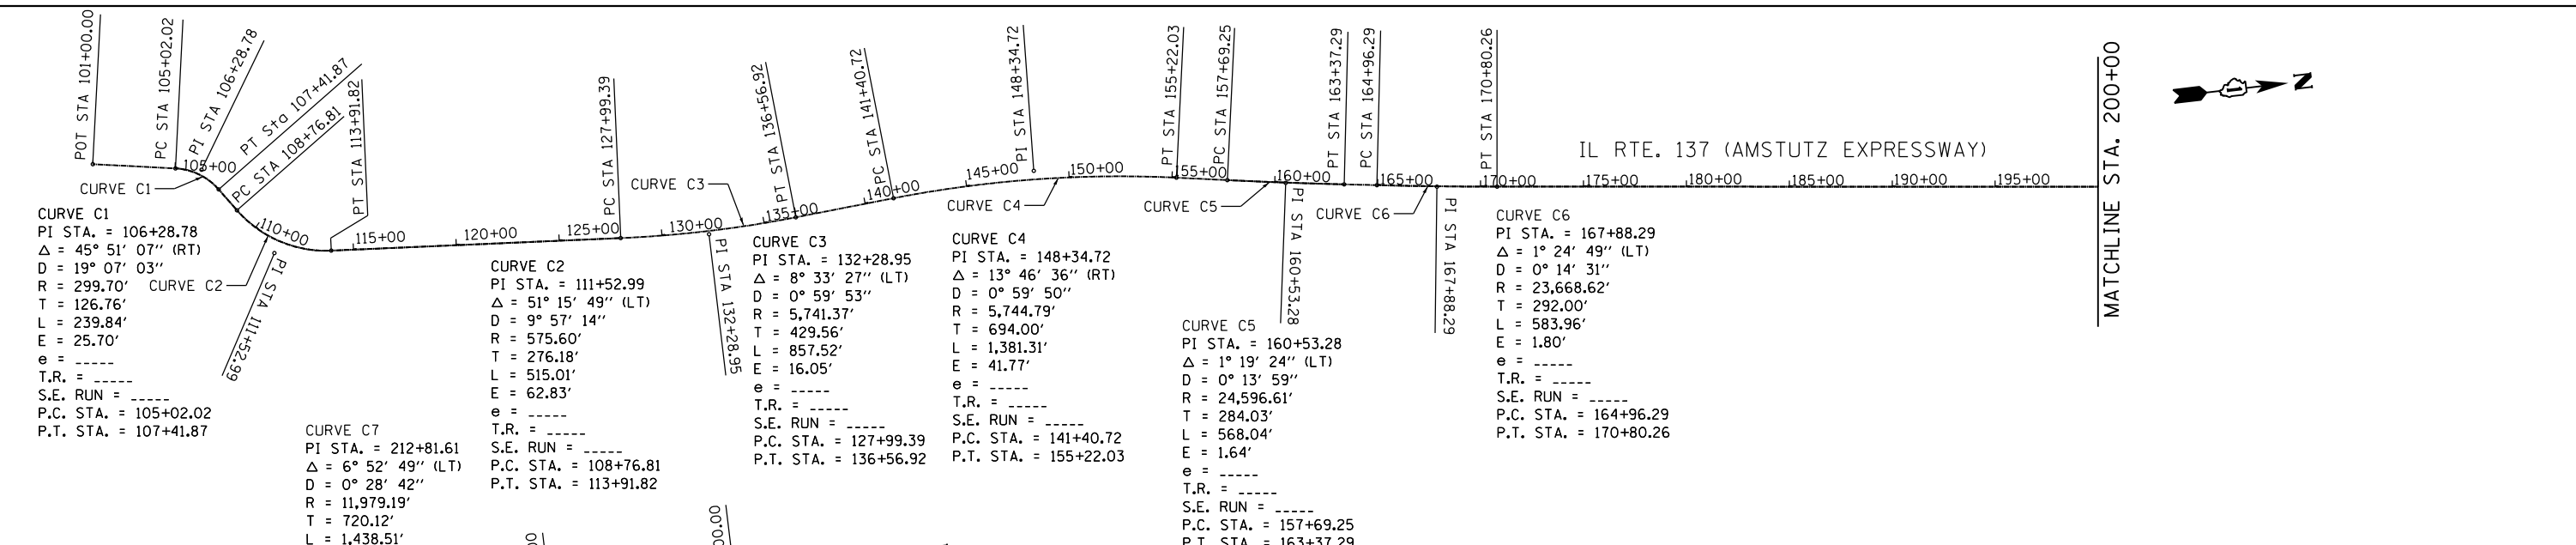 POT STA 101+00.00
PC STA 105+02.02
PI STA 106+28.78
PT Sta 107+41.87
PC STA 108+76.81
PT STA 113+91.82
PC STA 127+99.39
PT STA 136+56.92
PC STA 141+40.72
PI STA 148+34.72
PT STA 155+22.03
PC STA 157+69.25
PT STA 163+37.29
PC STA 164+96.29
PT STA 170+80.26
MATCHLINE STA. 200+00
N
IL RTE. 137 (AMSTUTZ EXPRESSWAY)
105+00
110+00
115+00
120+00
125+00
130+00
135+00
140+00
145+00
150+00
155+00
160+00
165+00
170+00
175+00
180+00
185+00
190+00
195+00
CURVE C1
CURVE C2
CURVE C3
CURVE C4
CURVE C5
CURVE C6
PI STA 111+52.99
PI STA 132+28.95
PI STA 160+53.28
PI STA 167+88.29
CURVE C1
PI STA. = 106+28.78
Δ = 45° 51' 07'' (RT)
D = 19° 07' 03''
R = 299.70'
T = 126.76'
L = 239.84'
E = 25.70'
e = _____
T.R. = _____
S.E. RUN = _____
P.C. STA. = 105+02.02
P.T. STA. = 107+41.87
CURVE C7
PI STA. = 212+81.61
Δ = 6° 52' 49'' (LT)
D = 0° 28' 42''
R = 11,979.19'
T = 720.12'
L = 1,438.51'
CURVE C2
PI STA. = 111+52.99
Δ = 51° 15' 49'' (LT)
D = 9° 57' 14''
R = 575.60'
T = 276.18'
L = 515.01'
E = 62.83'
e = _____
T.R. = _____
S.E. RUN = _____
P.C. STA. = 108+76.81
P.T. STA. = 113+91.82
CURVE C3
PI STA. = 132+28.95
Δ = 8° 33' 27'' (LT)
D = 0° 59' 53''
R = 5,741.37'
T = 429.56'
L = 857.52'
E = 16.05'
e = _____
T.R. = _____
S.E. RUN = _____
P.C. STA. = 127+99.39
P.T. STA. = 136+56.92
CURVE C4
PI STA. = 148+34.72
Δ = 13° 46' 36'' (RT)
D = 0° 59' 50''
R = 5,744.79'
T = 694.00'
L = 1,381.31'
E = 41.77'
e = _____
T.R. = _____
S.E. RUN = _____
P.C. STA. = 141+40.72
P.T. STA. = 155+22.03
CURVE C5
PI STA. = 160+53.28
Δ = 1° 19' 24'' (LT)
D = 0° 13' 59''
R = 24,596.61'
T = 284.03'
L = 568.04'
E = 1.64'
e = _____
T.R. = _____
S.E. RUN = _____
P.C. STA. = 157+69.25
P.T. STA. = 163+37.29
CURVE C6
PI STA. = 167+88.29
Δ = 1° 24' 49'' (LT)
D = 0° 14' 31''
R = 23,668.62'
T = 292.00'
L = 583.96'
E = 1.80'
e = _____
T.R. = _____
S.E. RUN = _____
P.C. STA. = 164+96.29
P.T. STA. = 170+80.26